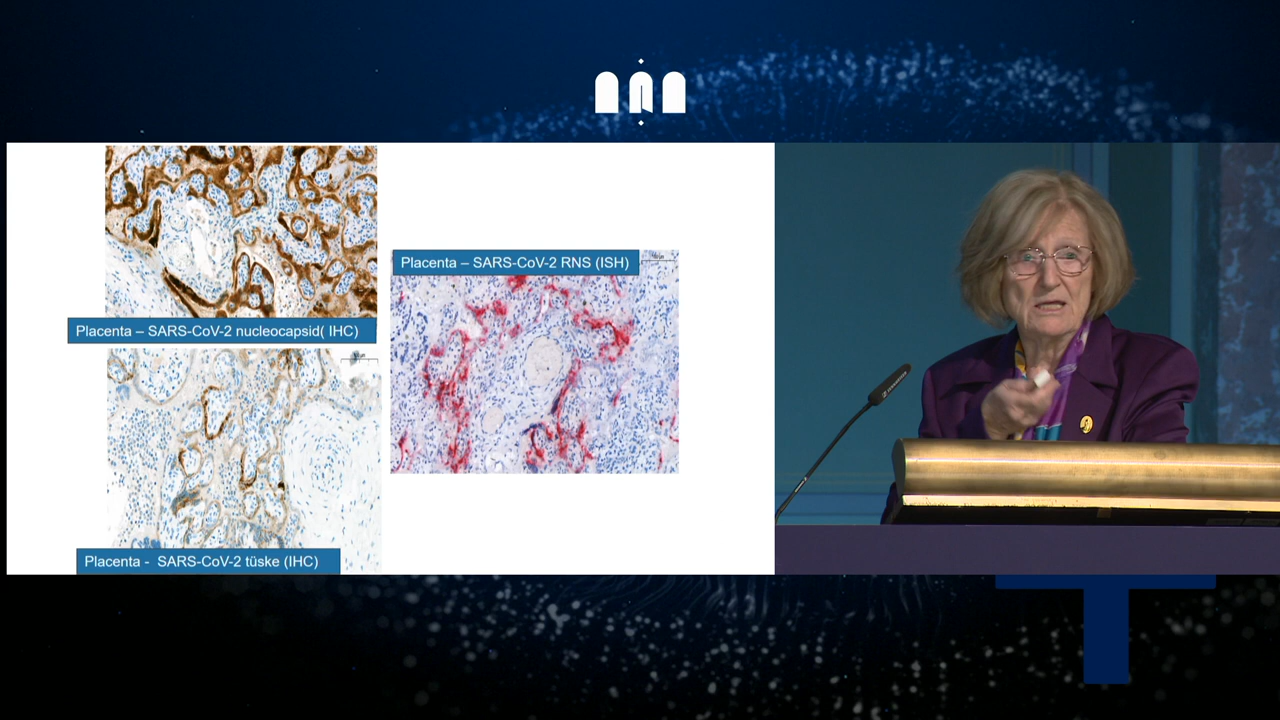 Placenta – SARS-CoV-2 nucleocapsid( IHC)
Placenta – SARS-CoV-2 RNS (ISH)
Placenta - SARS-CoV-2 tüske (IHC)